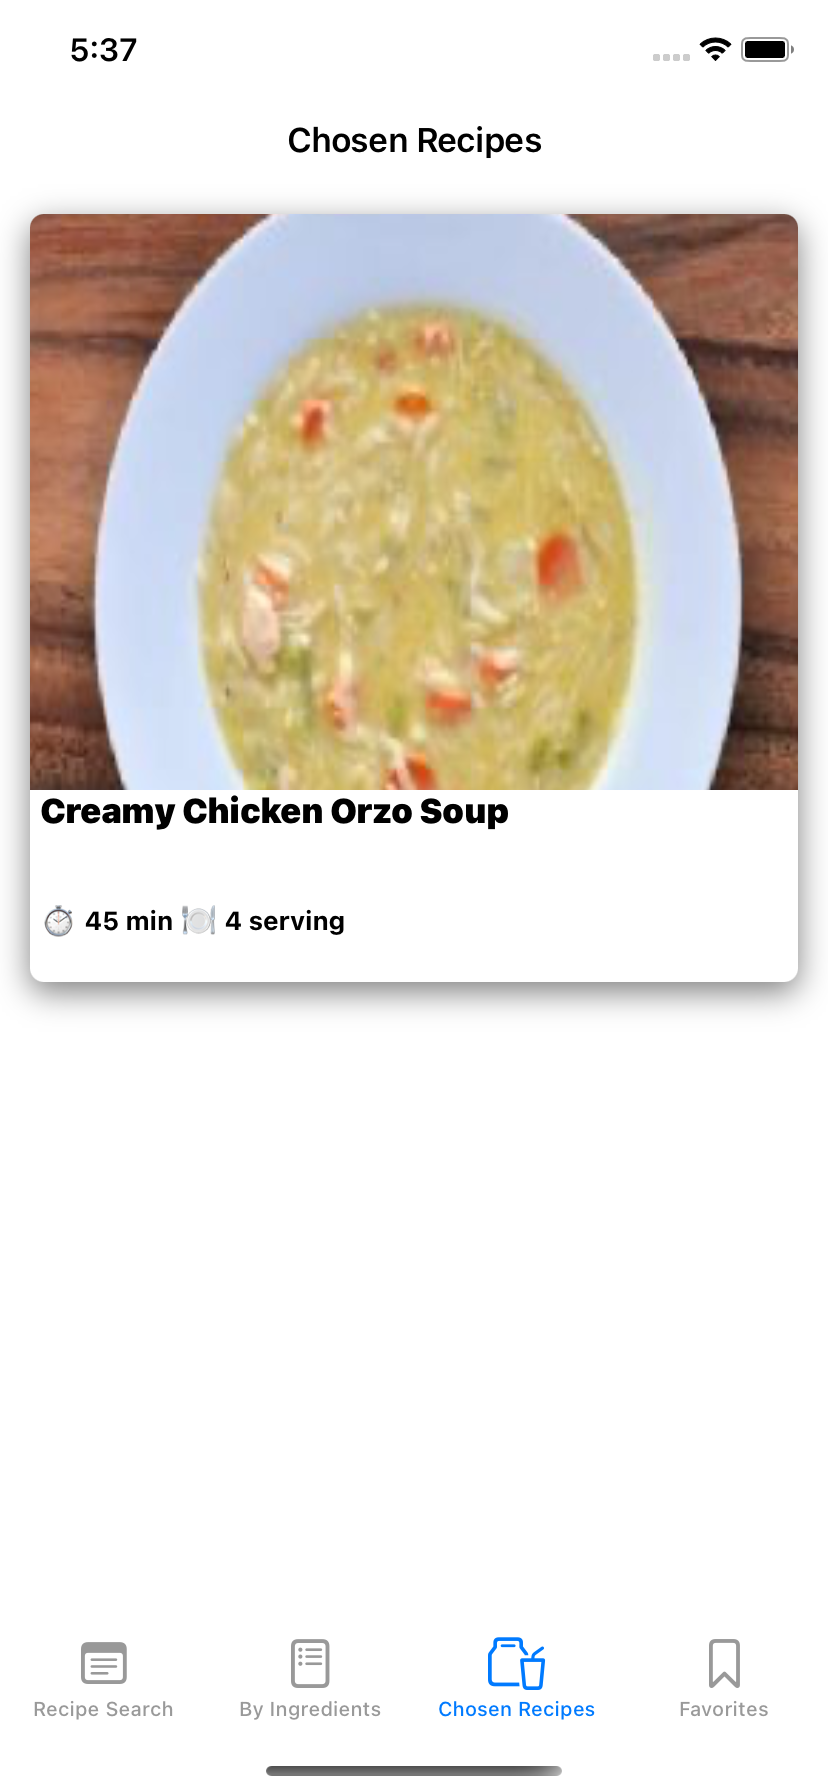 5:37
Chosen Recipes
Creamy Chicken Orzo Soup
⏱ 45 min 🍽 4 serving
Recipe Search
By Ingredients
Chosen Recipes
Favorites